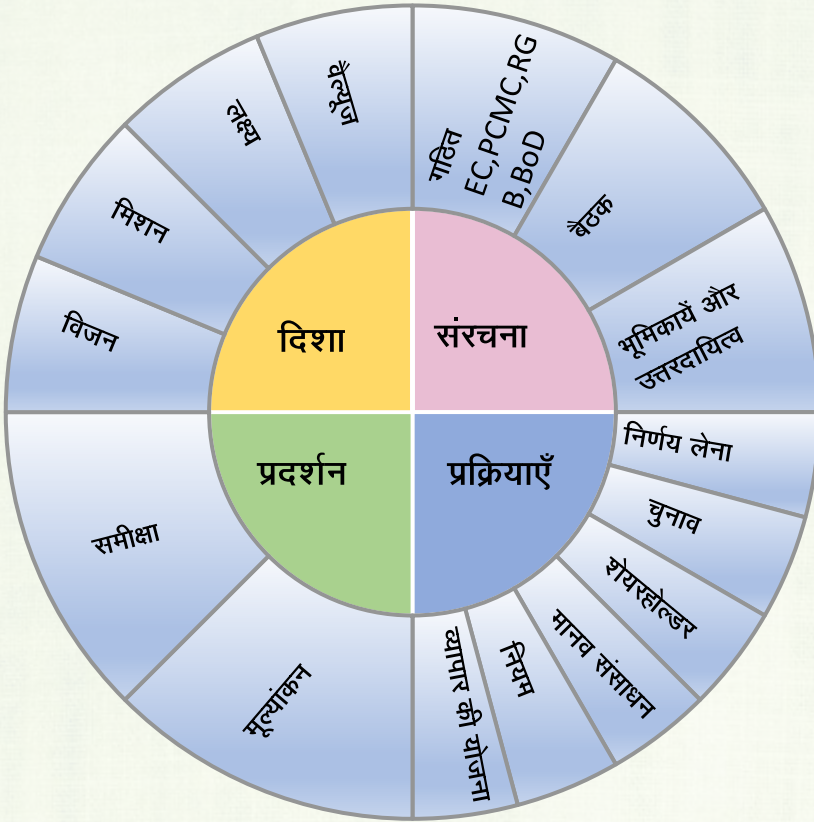 दिशा
संरचना
प्रदर्शन
प्रक्रियाएँ
विजन
मिशन
लक्ष्य
वैल्यूज
गठित
EC,PCMC,RG
B,BoD
बैठक
भूमिकायें और
उत्तरदायित्व
निर्णय लेना
चुनाव
शेयरहोल्डर
मानव संसाधन
नियम
व्यापार की योजना
मूल्यांकन
समीक्षा